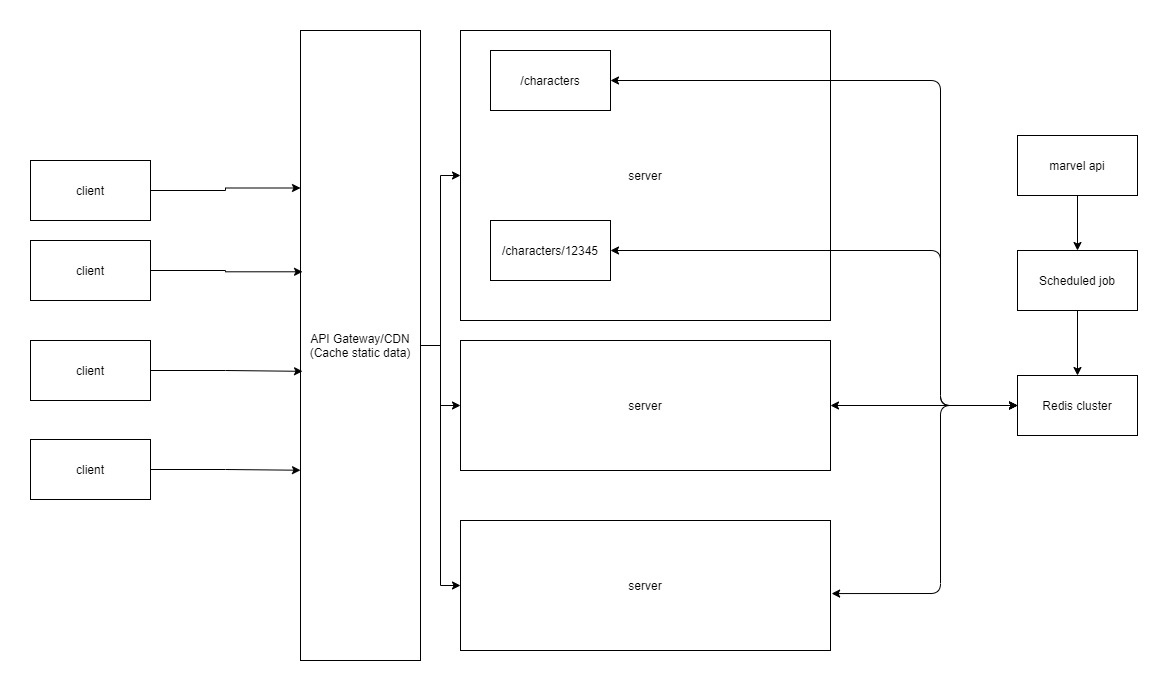 /characters
server
/characters/12345
client
client
client
client
API Gateway/CDN
(Cache static data)
server
server
marvel api
Scheduled job
Redis cluster